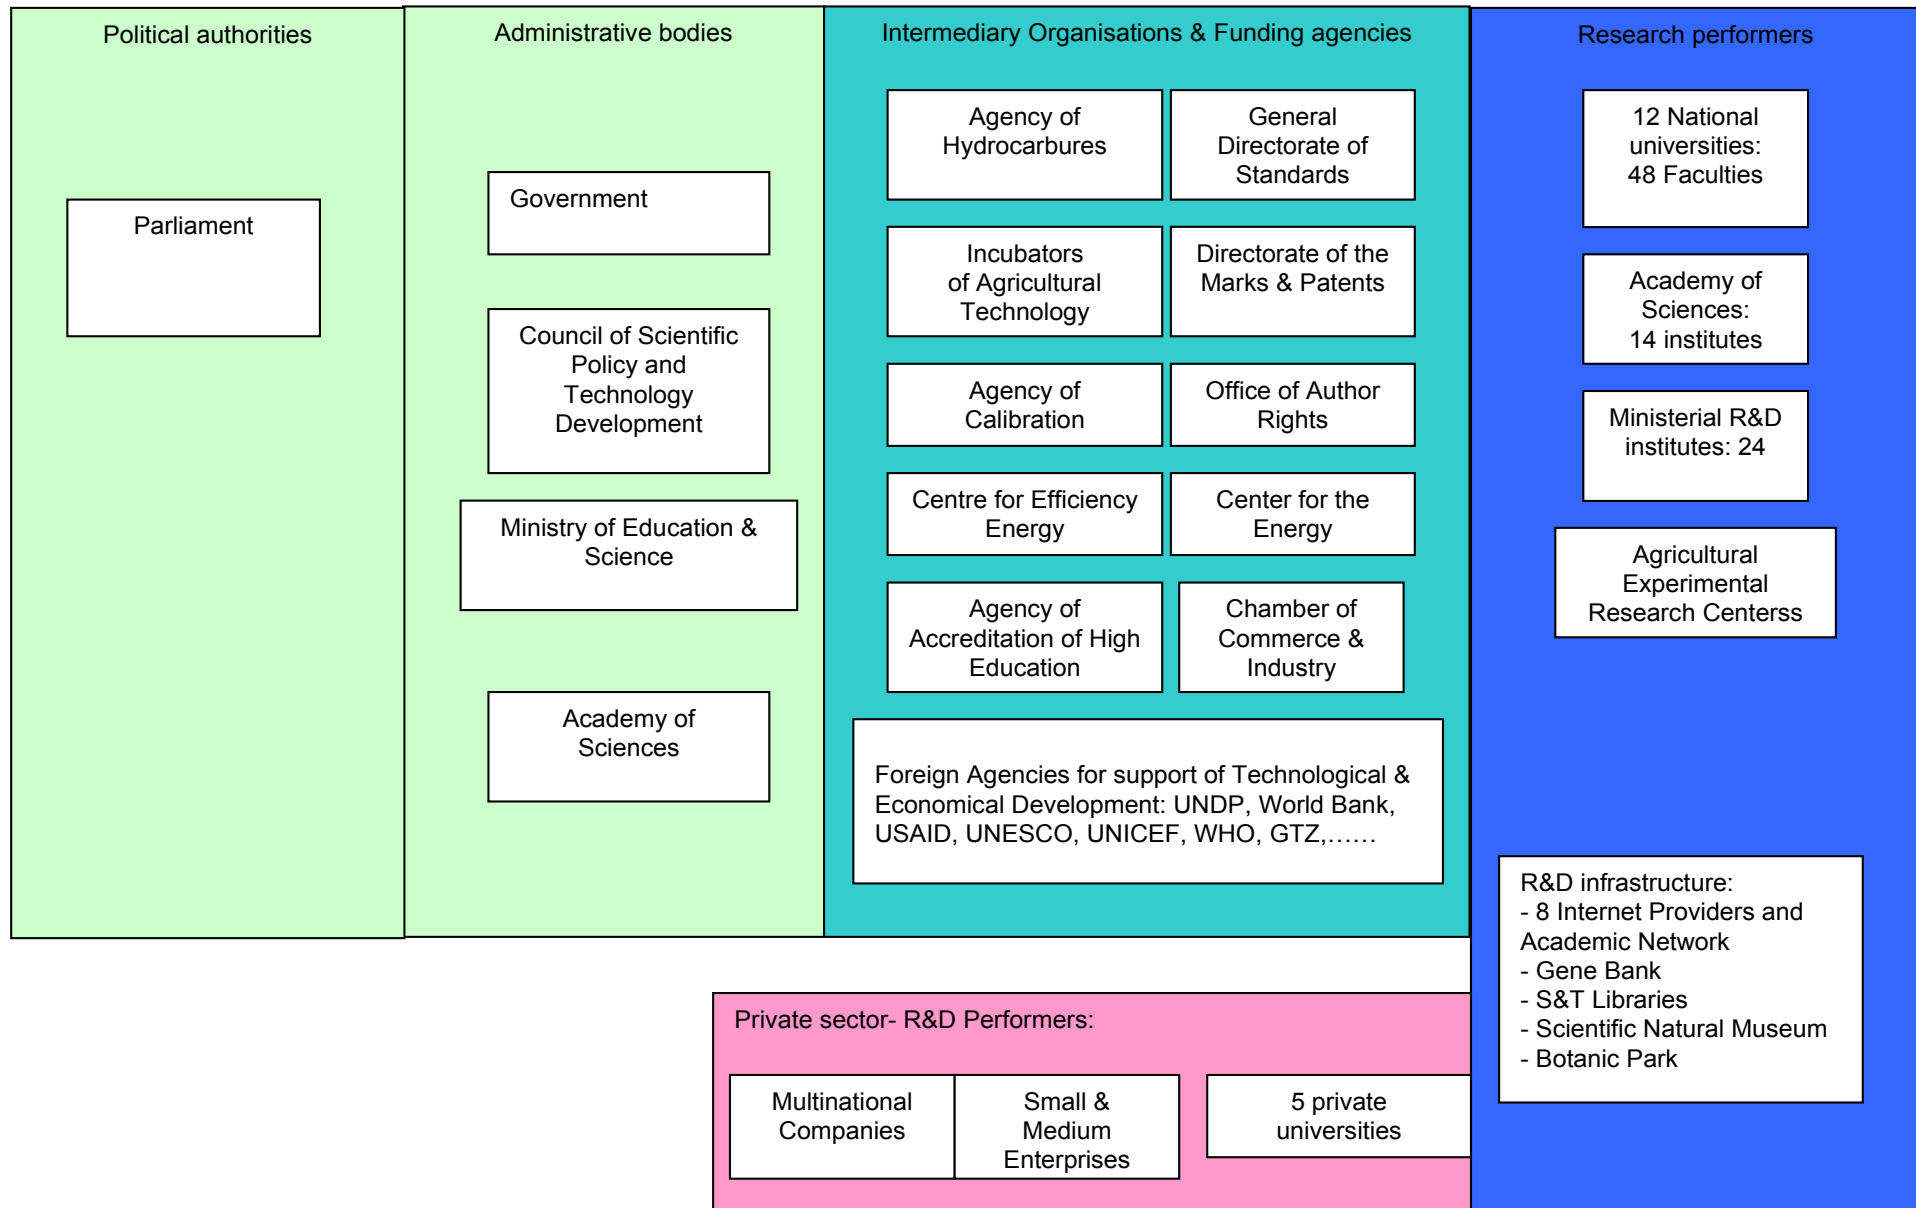 Political authorities
Parliament
Administrative bodies
Government
Council of Scientific
Policy and
Technology
Development
Ministry of Education &
Science
Academy of
Sciences
Intermediary Organisations & Funding agencies
Agency of
Hydrocarbures
General
Directorate of
Standards
Incubators
of Agricultural
Technology
Directorate of the
Marks & Patents
Agency of
Calibration
Office of Author
Rights
Centre for Efficiency
Energy
Center for the
Energy
Agency of
Accreditation of High
Education
Chamber of
Commerce &
Industry
Foreign Agencies for support of Technological &
Economical Development: UNDP, World Bank,
USAID, UNESCO, UNICEF, WHO, GTZ,……
Research performers
12 National
universities:
48 Faculties
Academy of
Sciences:
14 institutes
Ministerial R&D
institutes: 24
Agricultural
Experimental
Research Centerss
R&D infrastructure:
- 8 Internet Providers and
Academic Network
- Gene Bank
- S&T Libraries
- Scientific Natural Museum
- Botanic Park
Private sector- R&D Performers:
Multinational
Companies
Small &
Medium
Enterprises
5 private
universities